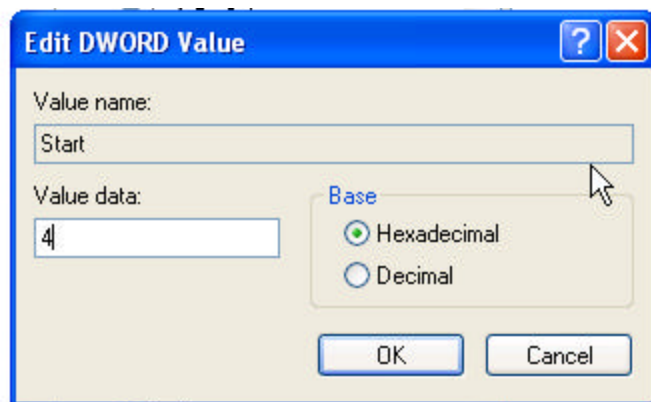 Edit DWORD Value
Value name:
Start
Value data:
4
Base
Hexadecimal
Decimal
OK
Cancel